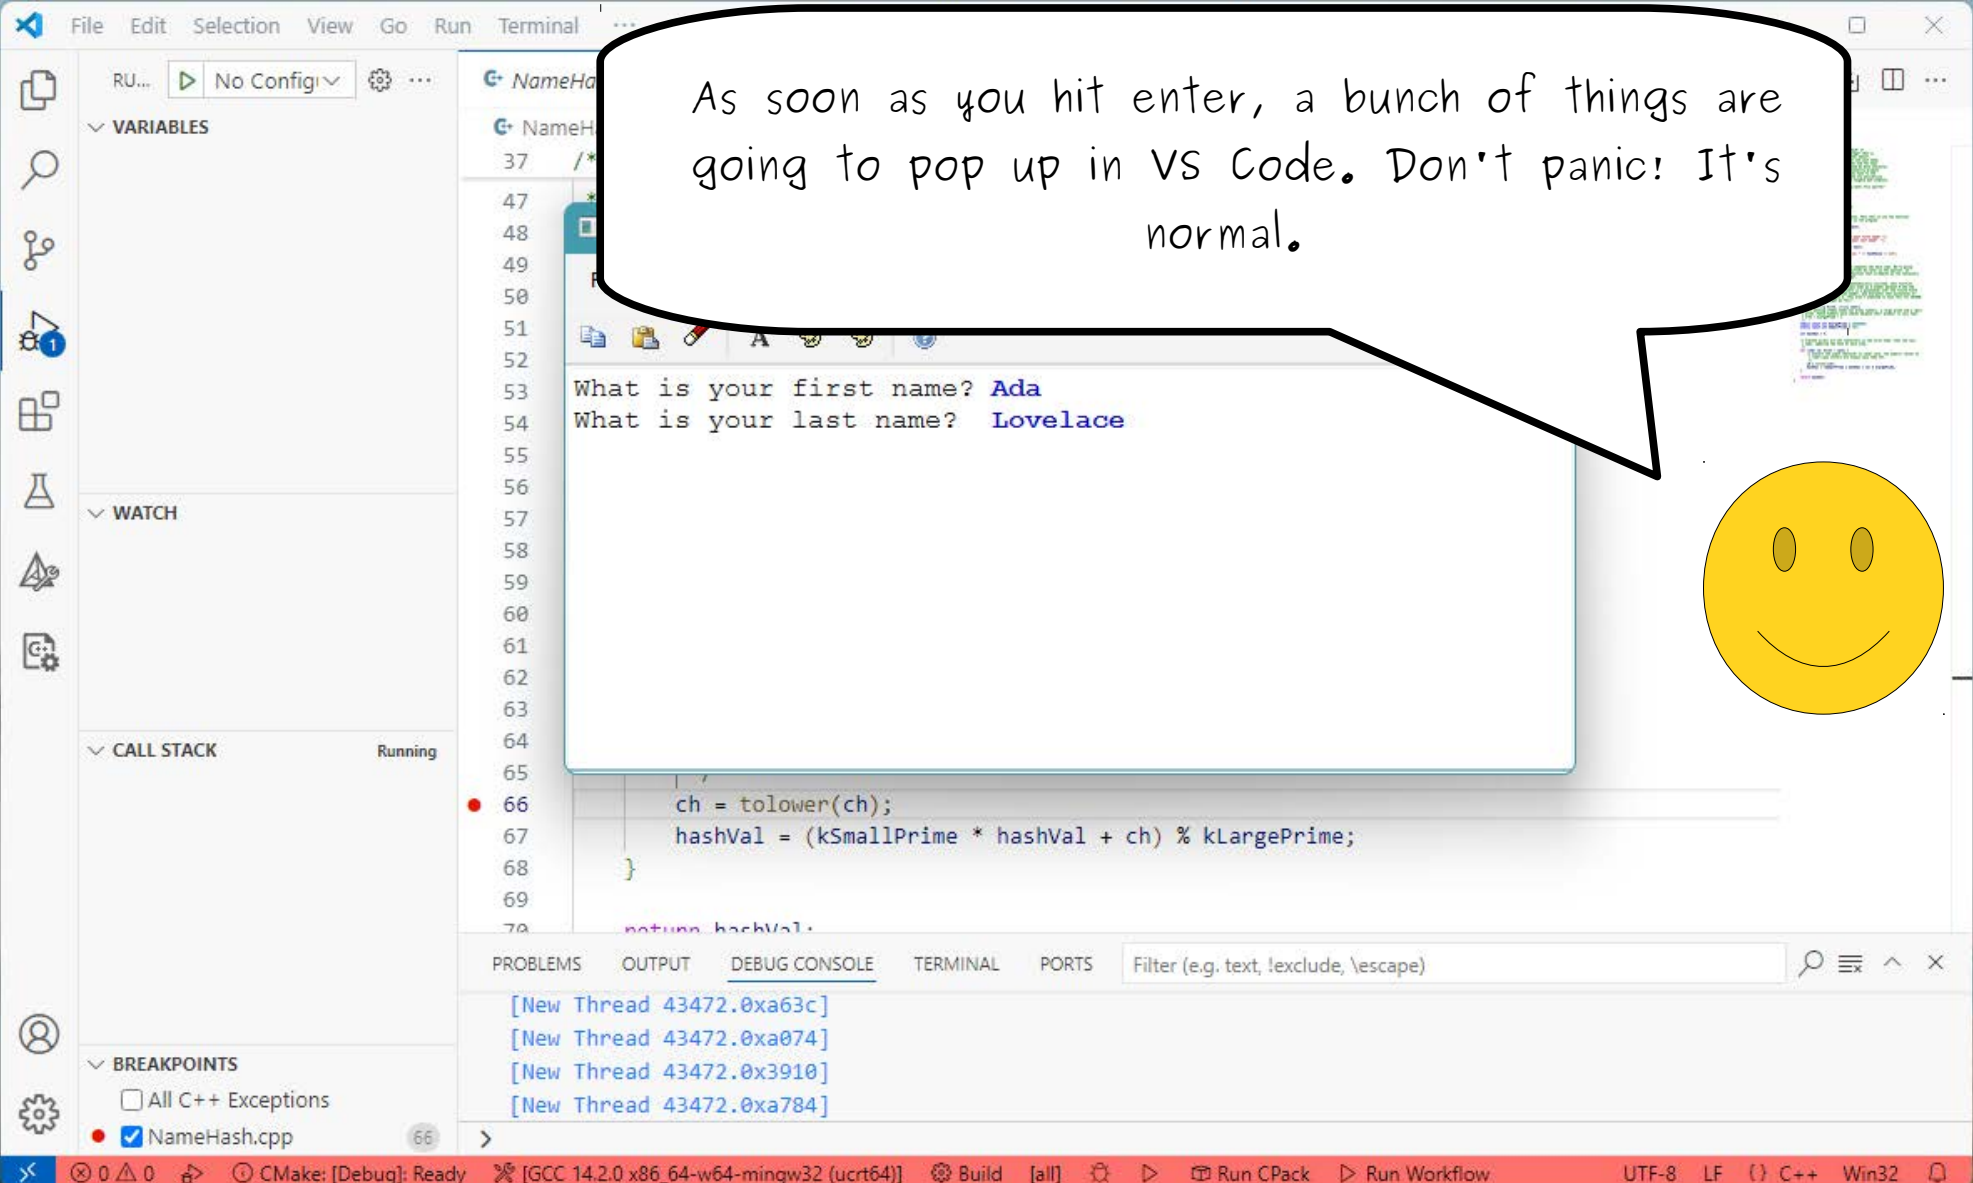 File Edit Selection View Go Run Terminal ...
As soon as you hit enter, a bunch of things are
going to pop up in VS Code. Don't panic! It's
normal.
RU... No Config
VARIABLES
WATCH
CALL STACK Running
BREAKPOINTS
All C++ Exceptions
NameHash.cpp 66
1
NameHa
NameH
37 /*
47 *
48
49
50
51
52
53
54
55
56
57
58
59
60
61
62
63
64
65
66 ch = tolower(ch);
67 hashVal = (kSmallPrime * hashVal + ch) % kLargePrime;
68 }
69
70 return hashVal;
What is your first name? Ada
What is your last name? Lovelace
PROBLEMS OUTPUT DEBUG CONSOLE TERMINAL PORTS Filter (e.g. text, !exclude, \escape)
[New Thread 43472.0xa63c]
[New Thread 43472.0xa074]
[New Thread 43472.0x3910]
[New Thread 43472.0xa784]
>
0 0 CMake: [Debug]: Ready [GCC 14.2.0 x86_64-w64-mingw32 (ucrt64)] Build [all] Run CPack Run Workflow UTF-8 LF {} C++ Win32